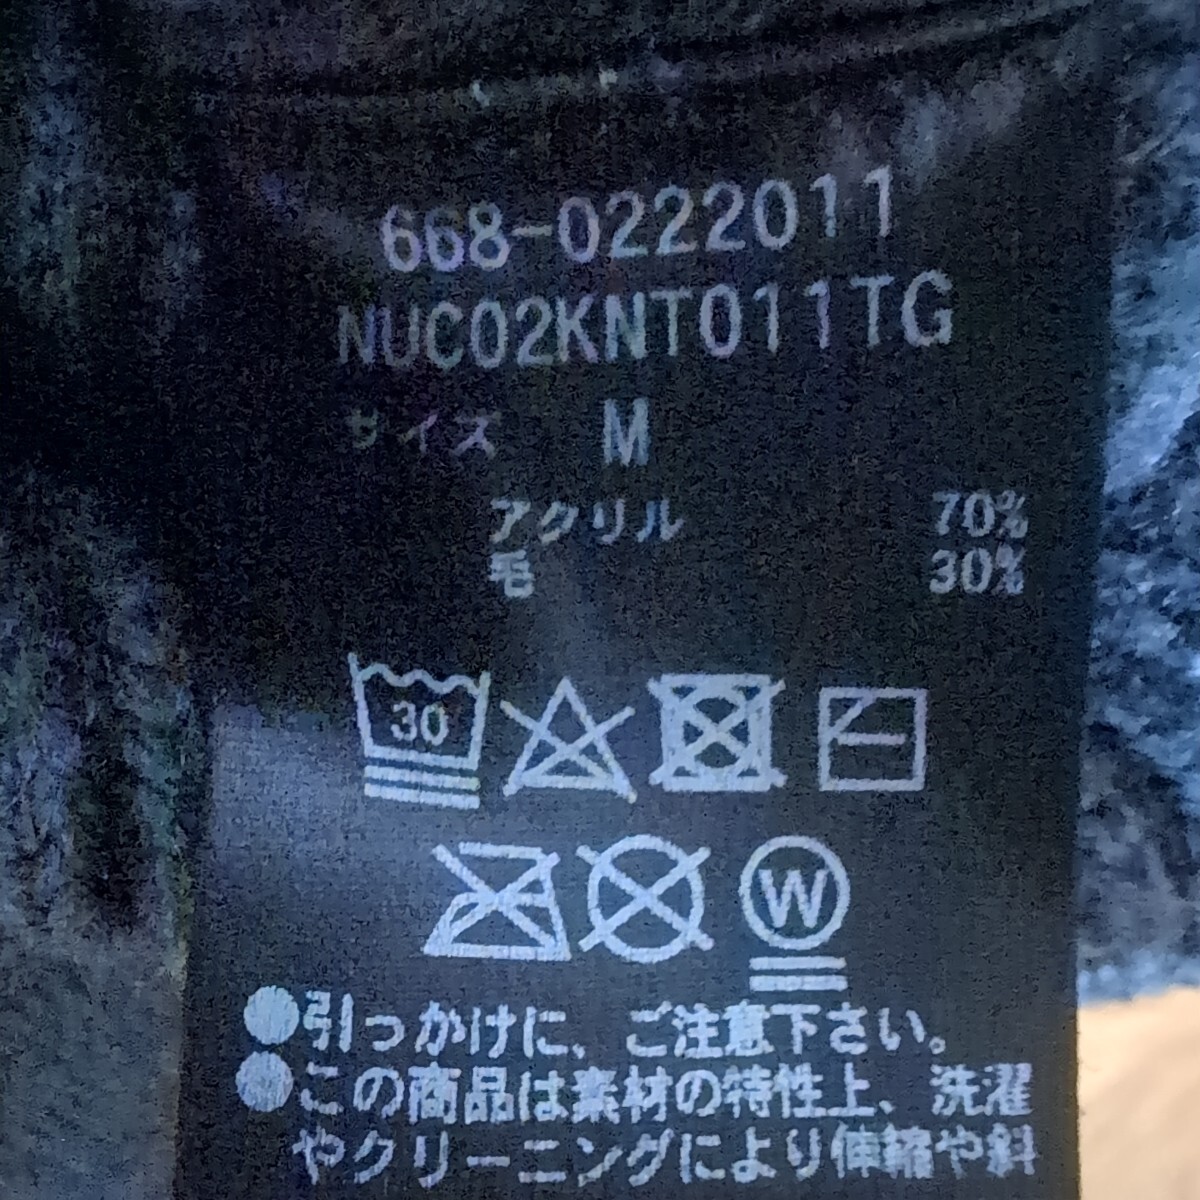 668-0222011
NUC02KNT011TG
サイズ M
アクリル 70%
毛 30%
30
W
●引っかけに、ご注意下さい。
●この商品は素材の特性上、洗濯
やクリーニングにより伸縮や斜